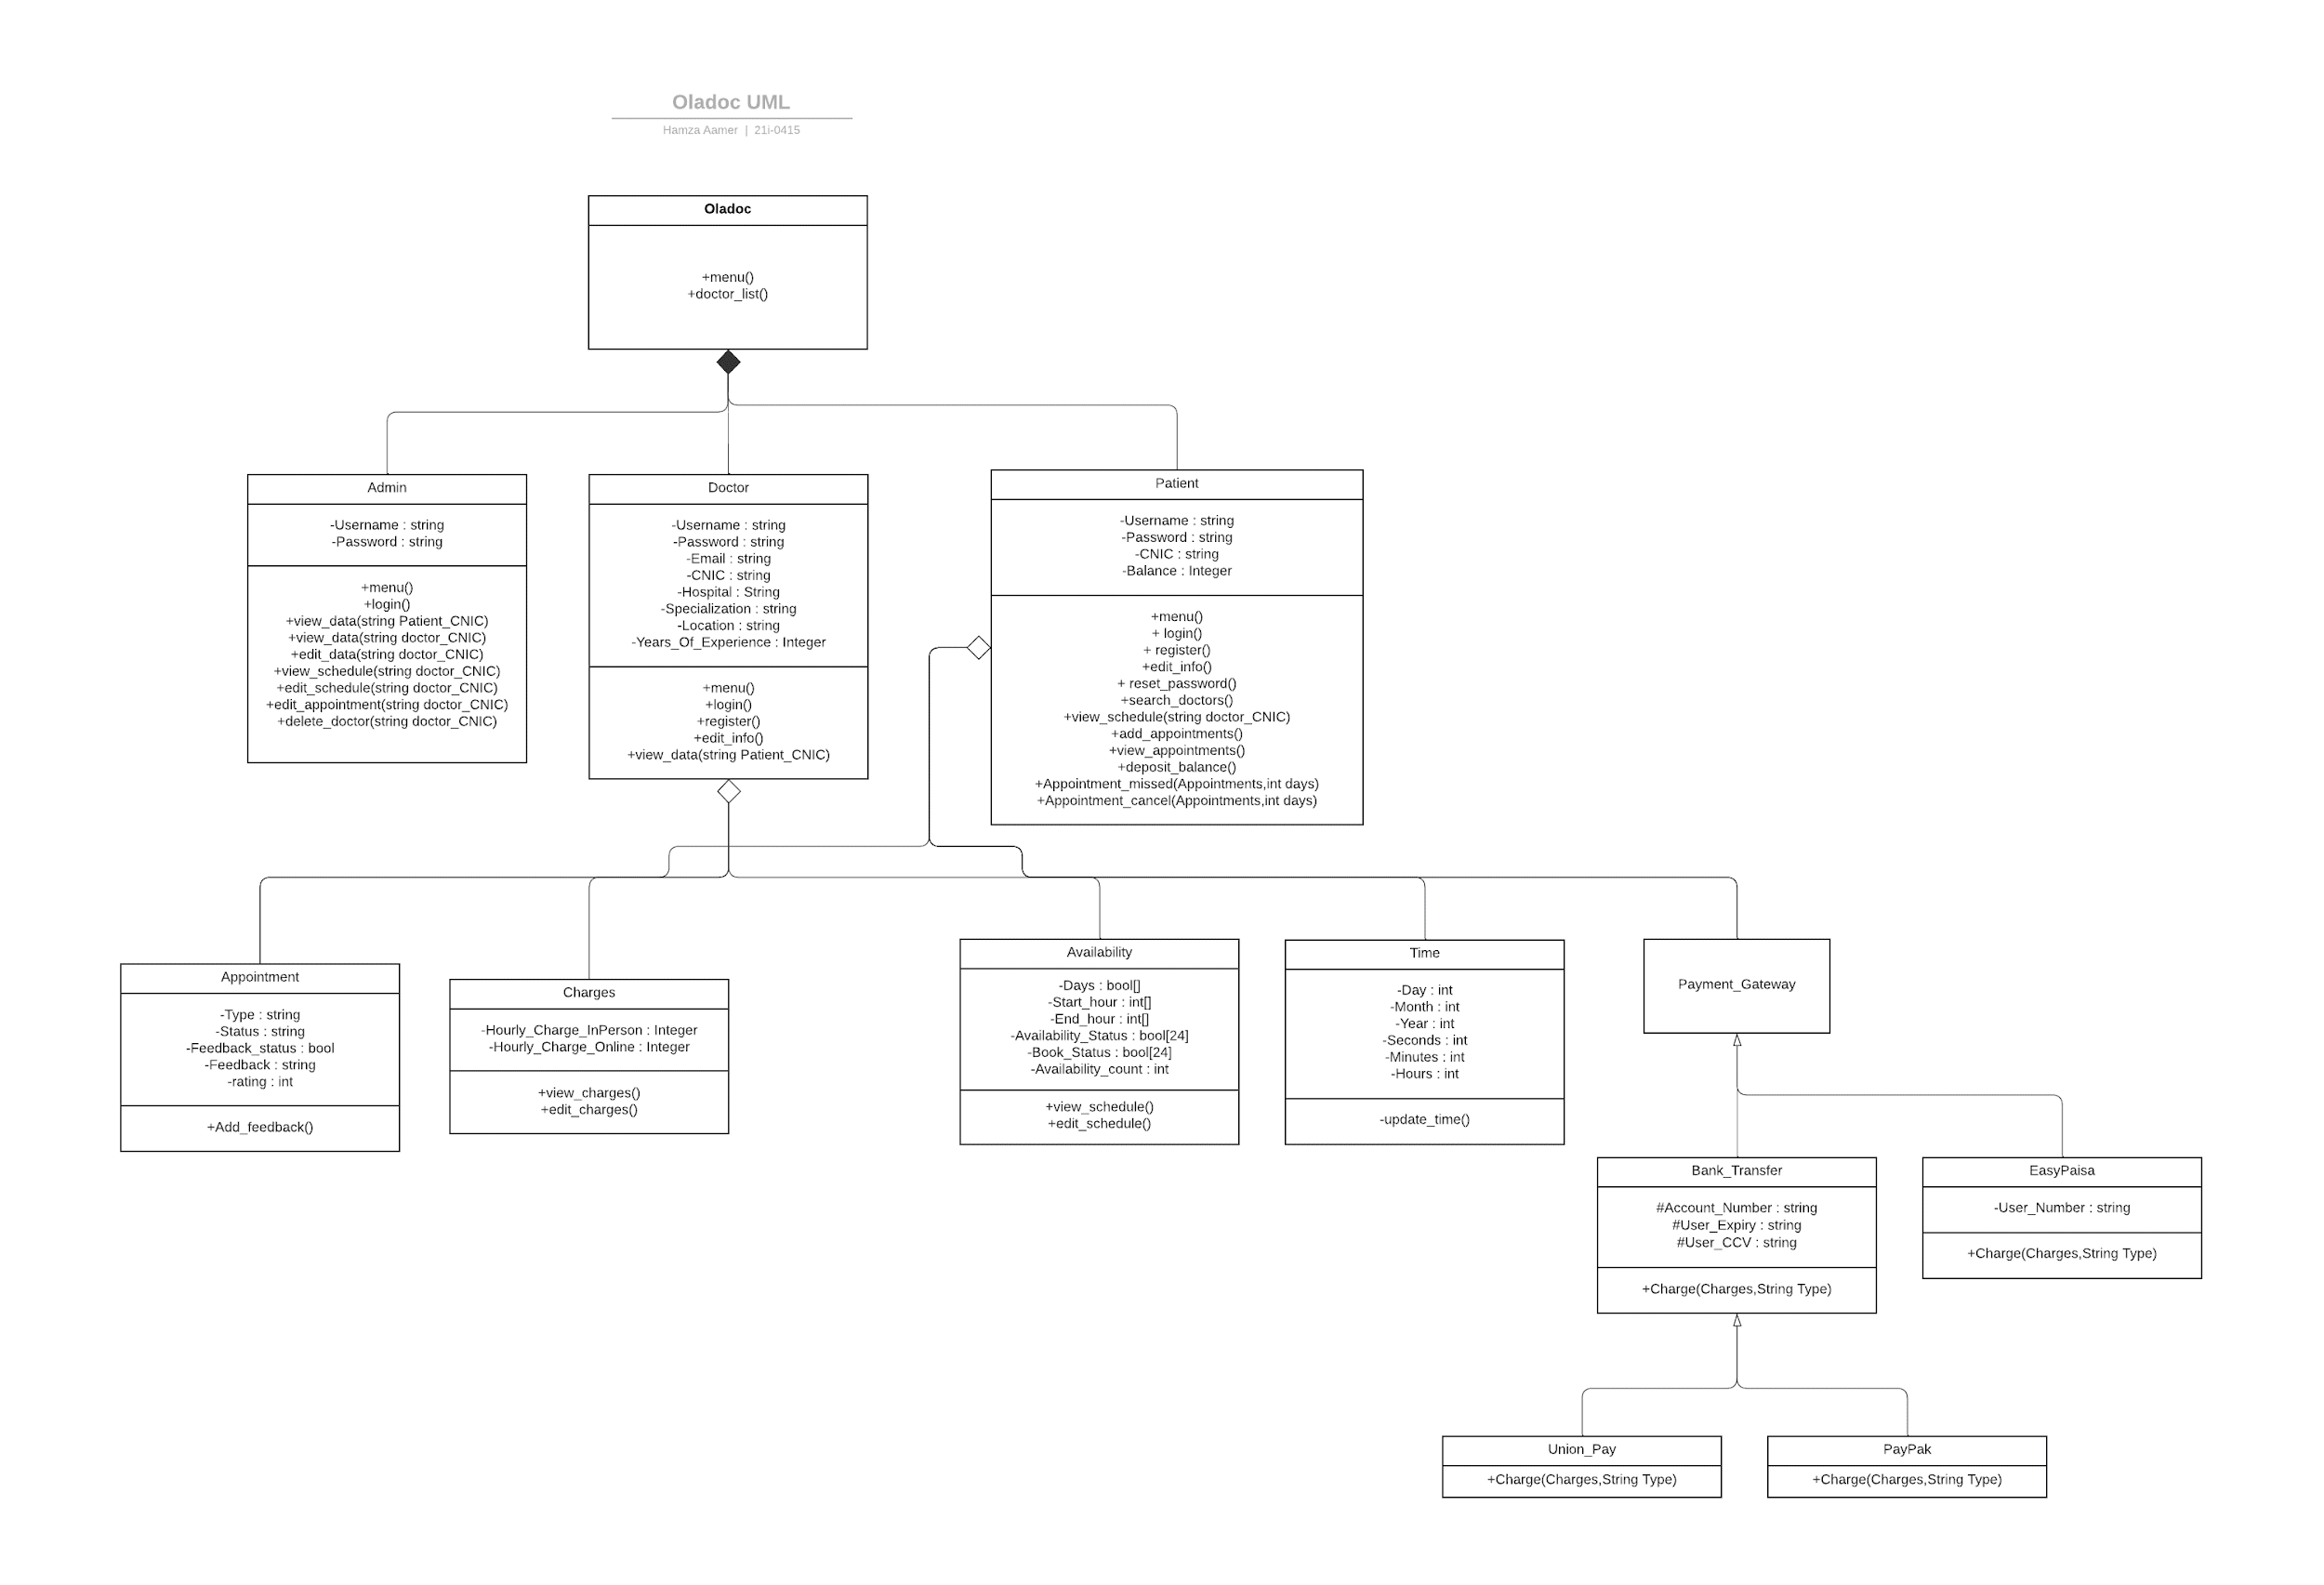 Oladoc UML
Hamza Aamer | 21i-0415
Oladoc
+menu()
+doctor_list()
Admin
-Username : string
-Password : string
+menu()
+login()
+view_data(string Patient_CNIC)
+view_data(string doctor_CNIC)
+edit_data(string doctor_CNIC)
+view_schedule(string doctor_CNIC)
+edit_schedule(string doctor_CNIC)
+edit_appointment(string doctor_CNIC)
+delete_doctor(string doctor_CNIC)
Doctor
-Username : string
-Password : string
-Email : string
-CNIC : string
-Hospital : String
-Specialization : string
-Location : string
-Years_Of_Experience : Integer
+menu()
+login()
+register()
+edit_info()
+view_data(string Patient_CNIC)
Patient
-Username : string
-Password : string
-CNIC : string
-Balance : Integer
+menu()
+ login()
+ register()
+edit_info()
+ reset_password()
+search_doctors()
+view_schedule(string doctor_CNIC)
+add_appointments()
+view_appointments()
+deposit_balance()
+Appointment_missed(Appointments,int days)
+Appointment_cancel(Appointments,int days)
Appointment
-Type : string
-Status : string
-Feedback_status : bool
-Feedback : string
-rating : int
+Add_feedback()
Charges
-Hourly_Charge_InPerson : Integer
-Hourly_Charge_Online : Integer
+view_charges()
+edit_charges()
Availability
-Days : bool[]
-Start_hour : int[]
-End_hour : int[]
-Availability_Status : bool[24]
-Book_Status : bool[24]
-Availability_count : int
+view_schedule()
+edit_schedule()
Time
-Day : int
-Month : int
-Year : int
-Seconds : int
-Minutes : int
-Hours : int
-update_time()
Payment_Gateway
Bank_Transfer
#Account_Number : string
#User_Expiry : string
#User_CCV : string
+Charge(Charges,String Type)
EasyPaisa
-User_Number : string
+Charge(Charges,String Type)
Union_Pay
+Charge(Charges,String Type)
PayPak
+Charge(Charges,String Type)